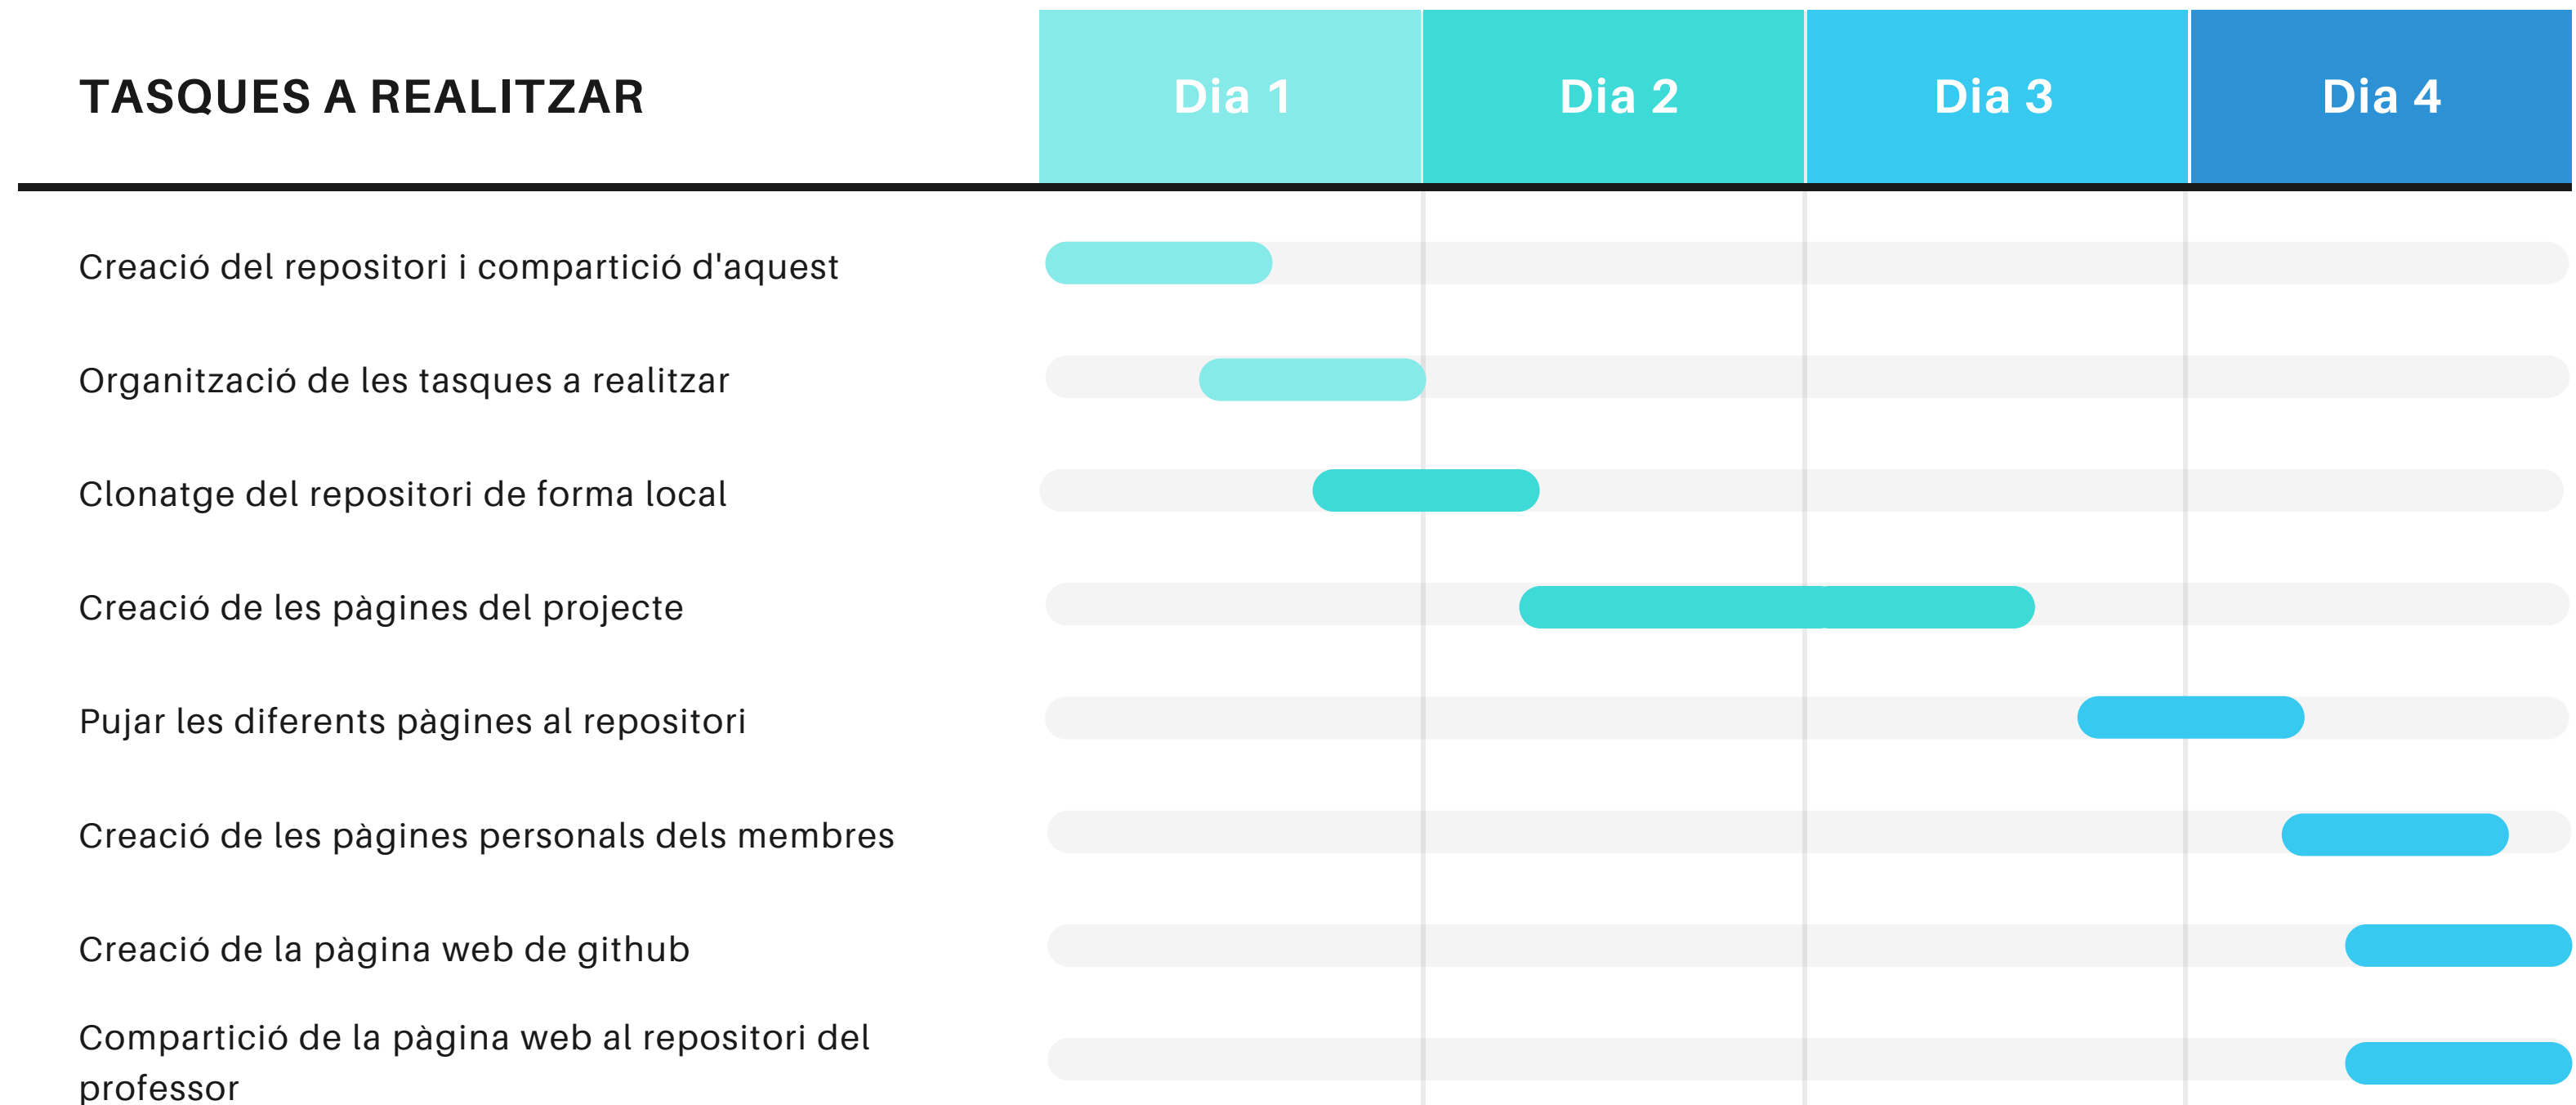 TASQUES A REALITZAR
Dia 1
Dia 2
Dia 3
Dia 4
Creació del repositori i compartició d'aquest
Organització de les tasques a realitzar
Clonatge del repositori de forma local
Creació de les pàgines del projecte
Pujar les diferents pàgines al repositori
Creació de les pàgines personals dels membres
Creació de la pàgina web de github
Compartició de la pàgina web al repositori del
professor